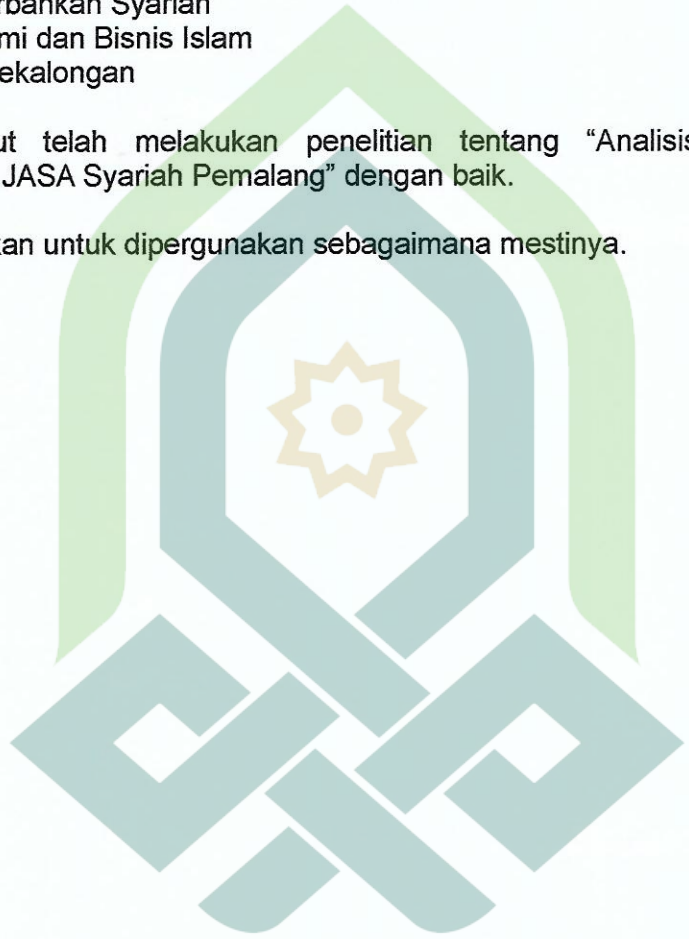 rbankan Syariah
mi dan Bisnis Islam
ekalongan
ut telah melakukan penelitian tentang “Analisis
JASA Syariah Pemalang” dengan baik.
kan untuk dipergunakan sebagaimana mestinya.